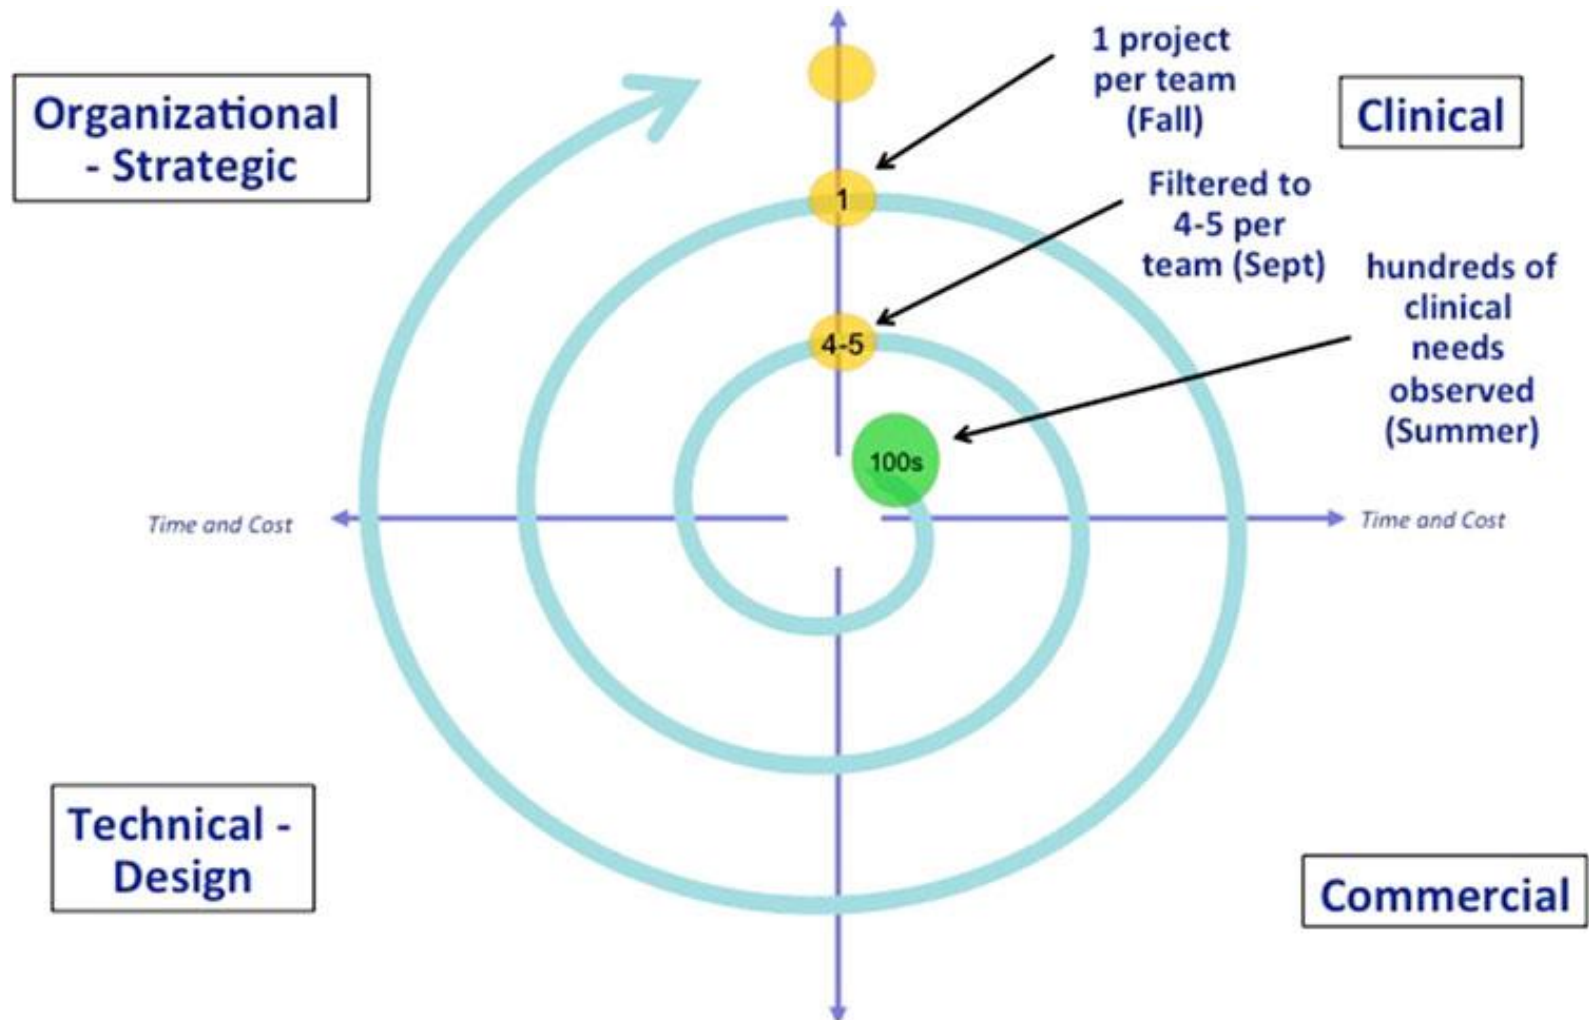 Organizational
- Strategic
1 project
per team
(Fall)
Clinical
1
Filtered to
4-5 per
team (Sept)
4-5
hundreds of
clinical
needs
observed
(Summer)
100s
Time and Cost
Time and Cost
Technical -
Design
Commercial